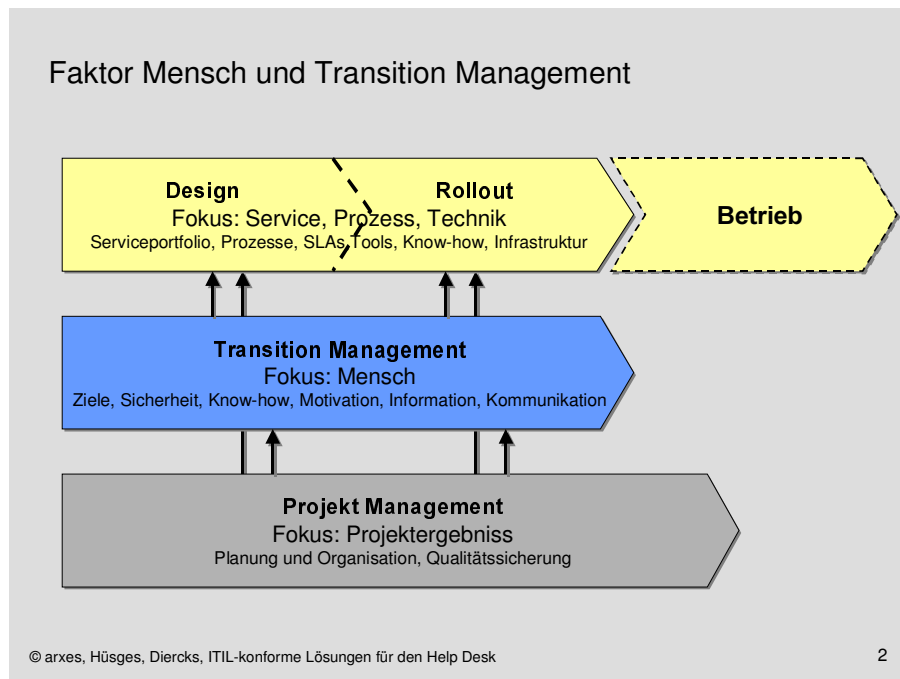 Faktor Mensch und Transition Management
Design Rollout
Fokus: Service, Prozess, Technik
Serviceportfolio, Prozesse, SLAs Tools, Know-how, Infrastruktur
Betrieb
Transition Management
Fokus: Mensch
Ziele, Sicherheit, Know-how, Motivation, Information, Kommunikation
Projekt Management
Fokus: Projektergebniss
Planung und Organisation, Qualitätssicherung
© arxes, Hüsges, Diercks, ITIL-konforme Lösungen für den Help Desk 2